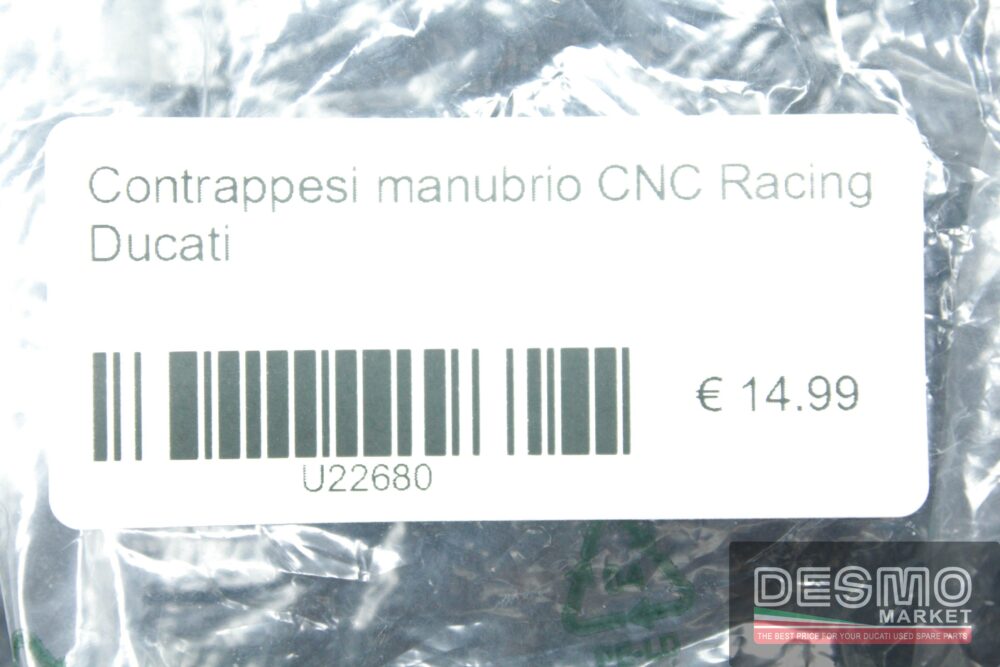 Contrappesi manubrio CNC Racing
Ducati
€ 14.99
U22680
DESMO
MARKET
THE BEST PRICE FOR YOUR DUCATI USED SPARE PARTS